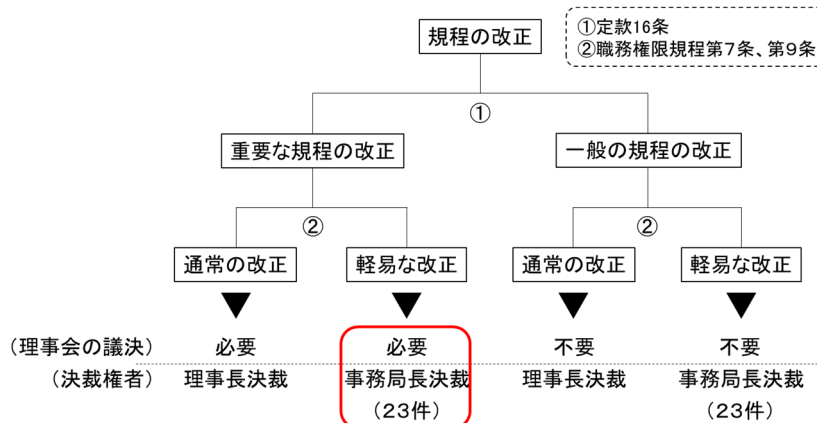 規程の改正
①定款16条
②職務権限規程第7条、第9条
①
重要な規程の改正
一般の規程の改正
②
②
通常の改正
軽易な改正
通常の改正
軽易な改正
(理事会の議決) 必要 必要 不要 不要
(決裁権者) 理事長決裁 事務局長決裁 理事長決裁 事務局長決裁
(23件) (23件)